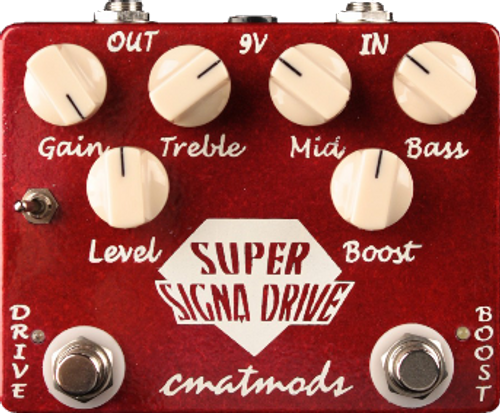 OUT 9V IN
Gain Treble Mid Bass
Level Boost
SUPER
SIGNA DRIVE
DRIVE
BOOST
cmatmods